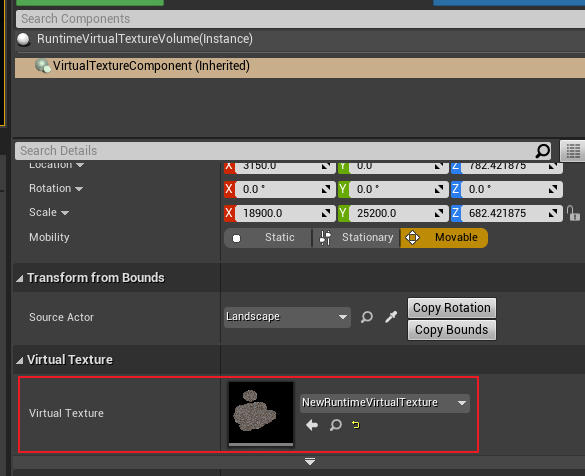 Search Components
RuntimeVirtualTextureVolume(Instance)
VirtualTextureComponent (Inherited)
Search Details
Location X 3150.0 Y 0.0 Z 782.421875
Rotation X 0.0 ° Y 0.0 ° Z 0.0 °
Scale X 18900.0 Y 25200.0 Z 682.421875
Mobility Static Stationary Movable
Transform from Bounds
Source Actor Landscape Copy Rotation
Copy Bounds
Virtual Texture
Virtual Texture NewRuntimeVirtualTexture